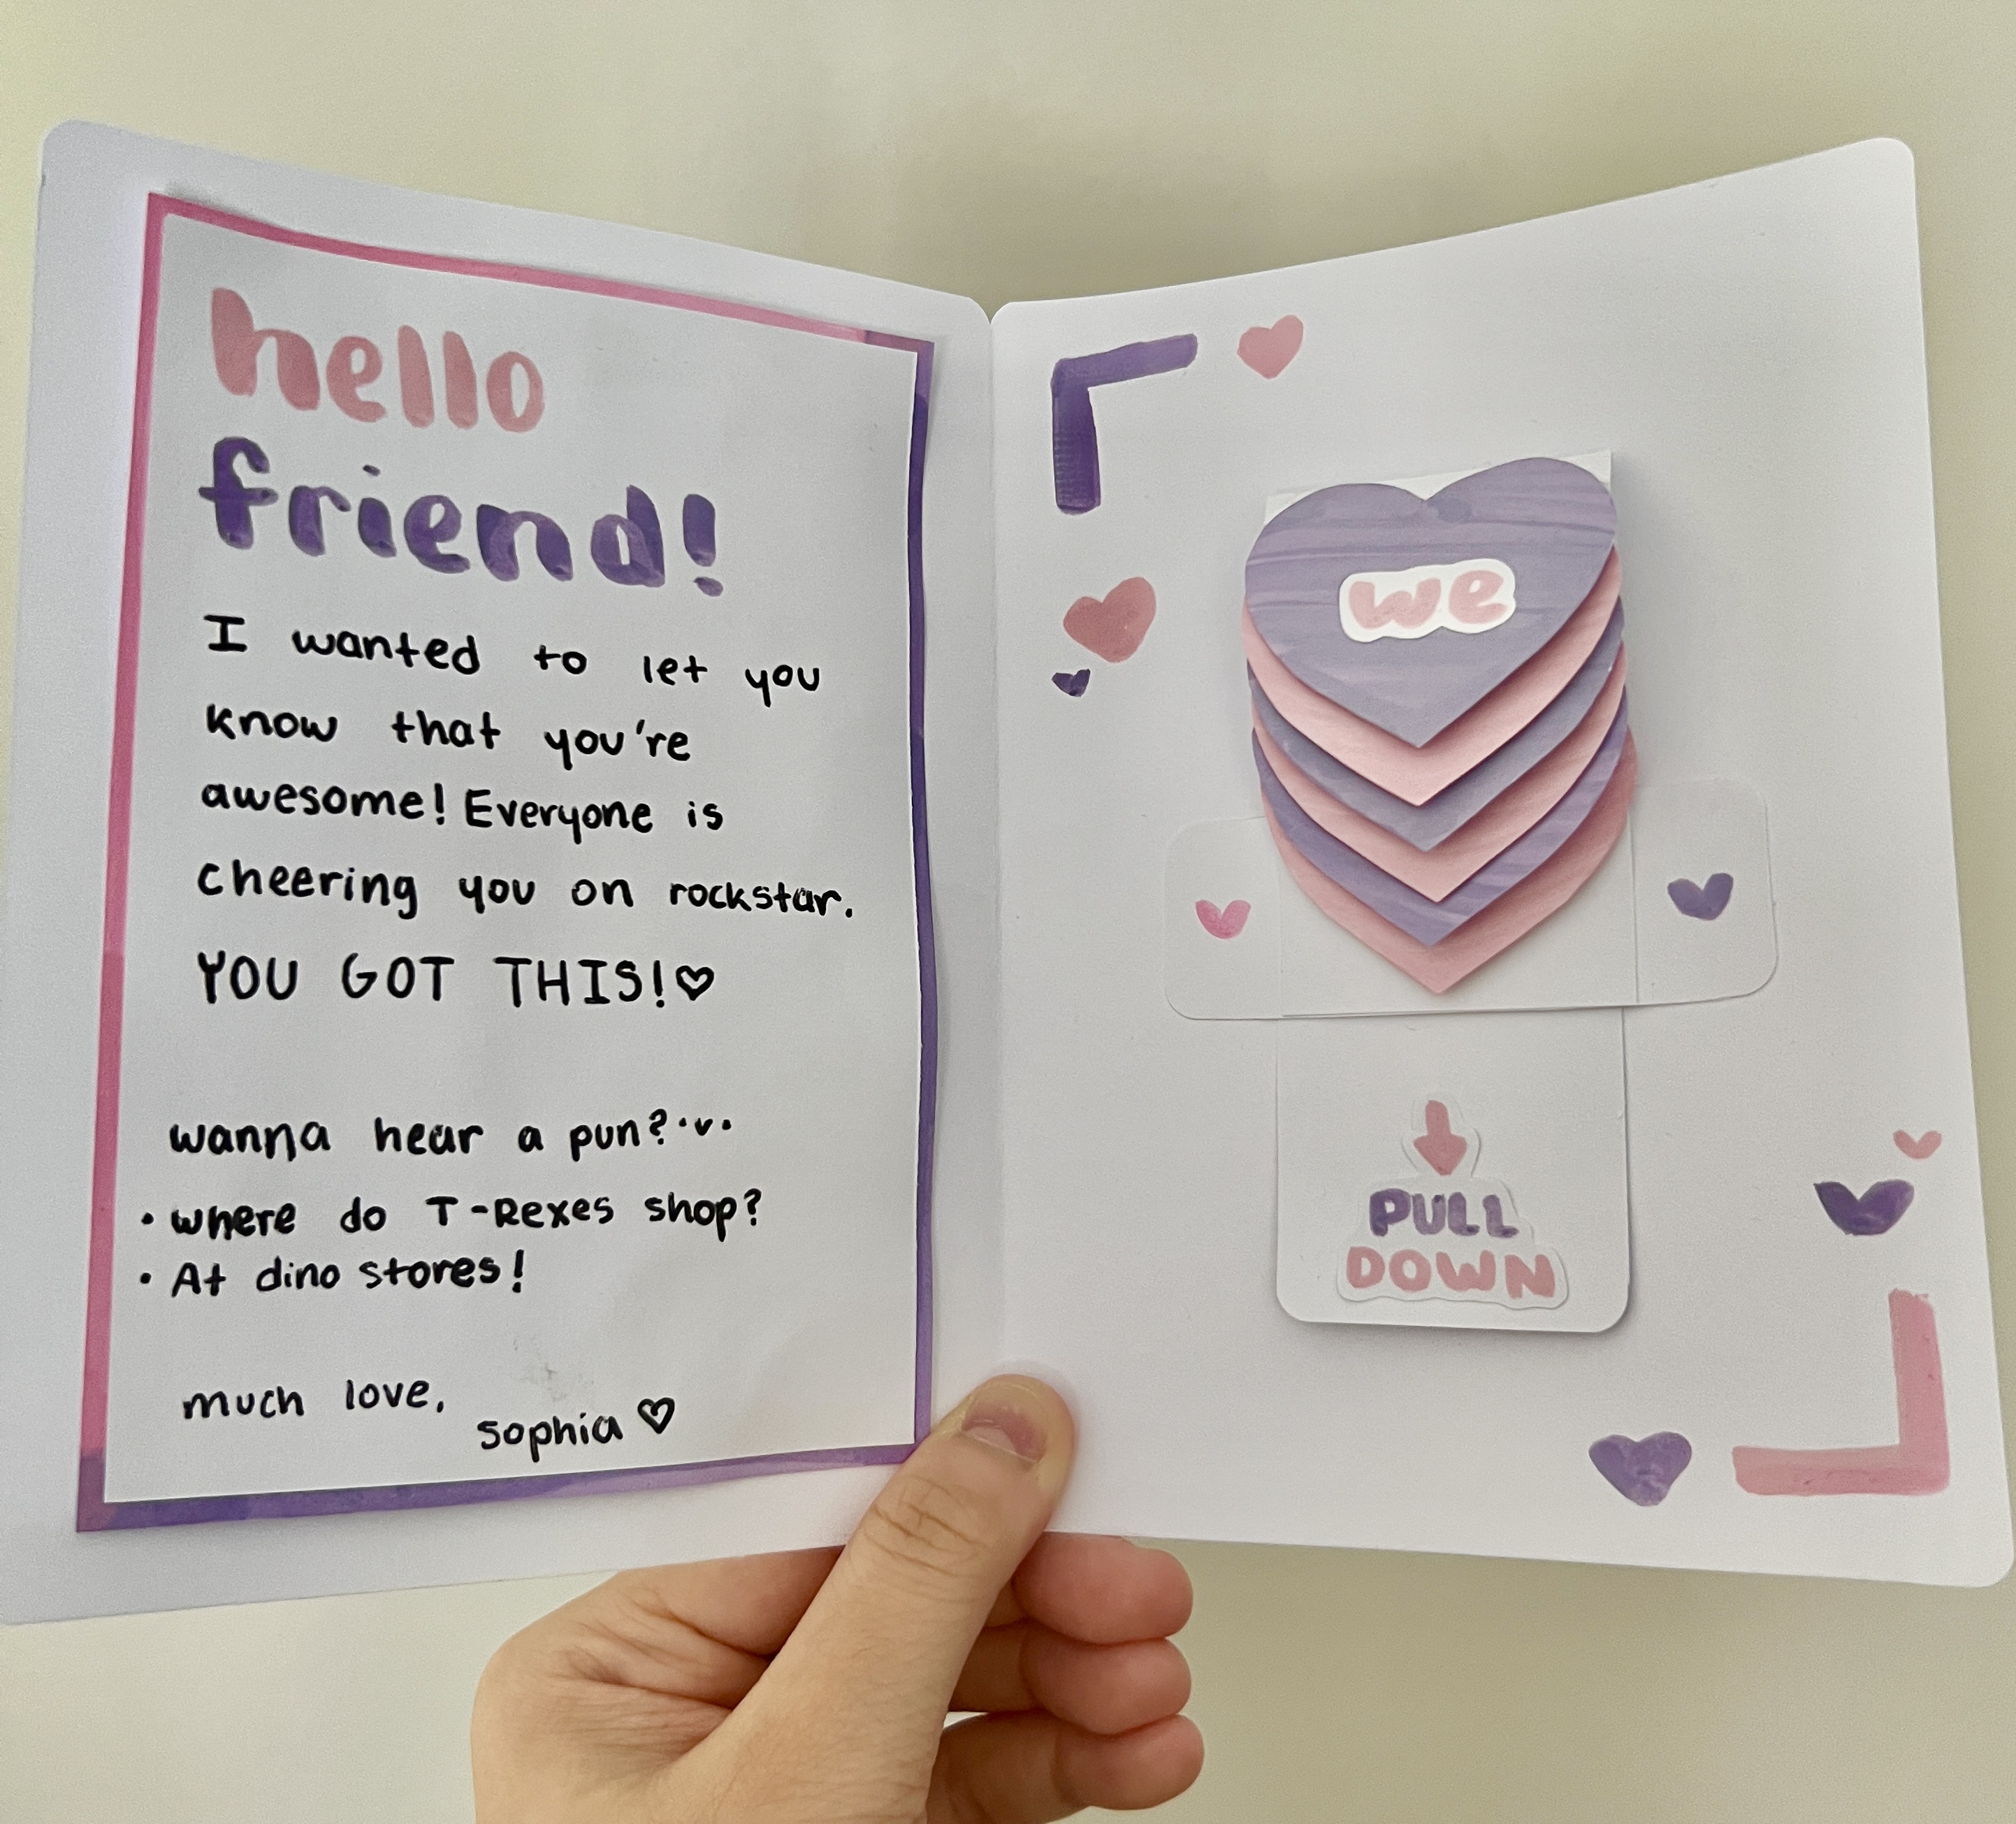 hello
friend!
I wanted to let you
know that you're
awesome! Everyone is
cheering you on rockstar.
YOU GOT THIS!♡
wanna hear a pun?•v•
• where do T-Rexes shop?
• At dino stores!
much love,
sophia ♡
we
PULL
DOWN